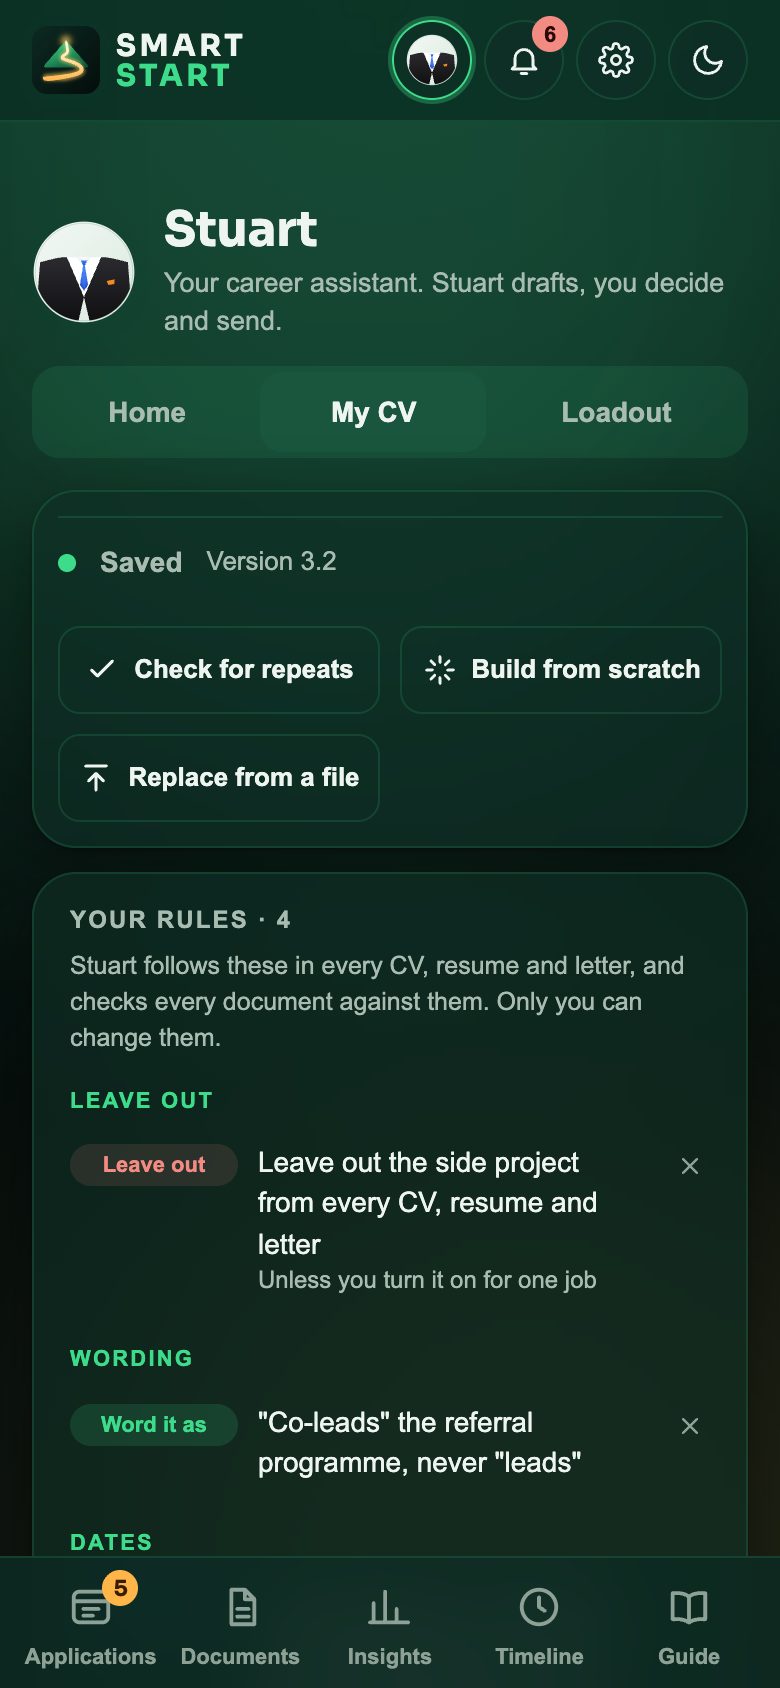 SMART
START
6
Stuart
Your career assistant. Stuart drafts, you decide
and send.
Home
My CV
Loadout
Saved Version 3.2
Check for repeats
Build from scratch
Replace from a file
YOUR RULES · 4
Stuart follows these in every CV, resume and letter, and
checks every document against them. Only you can
change them.
LEAVE OUT
Leave out
Leave out the side project
from every CV, resume and
letter
Unless you turn it on for one job
WORDING
Word it as
"Co-leads" the referral
programme, never "leads"
DATES
5
Applications
Documents
Insights
Timeline
Guide